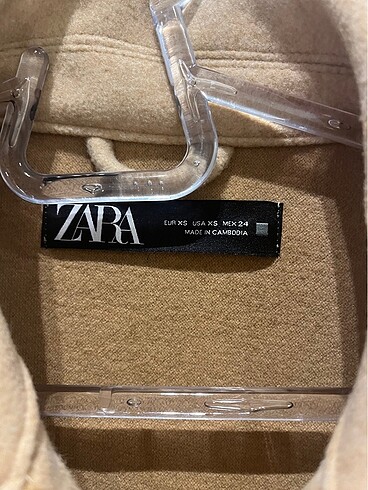 ZARA
EUR XS USA XS MEX 24
MADE IN CAMBODIA